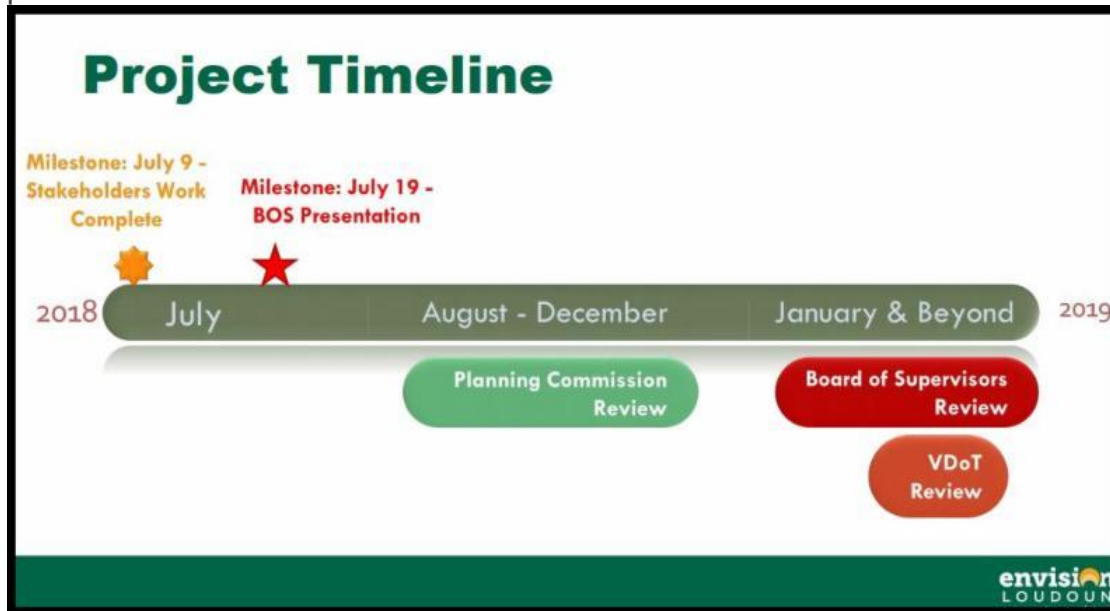 Project Timeline
Milestone: July 9 -
Stakeholders Work
Complete
Milestone: July 19 -
BOS Presentation
2018
July
August - December
January & Beyond
2019
Planning Commission
Review
Board of Supervisors
Review
VDoT
Review
envision
LOUDOUN